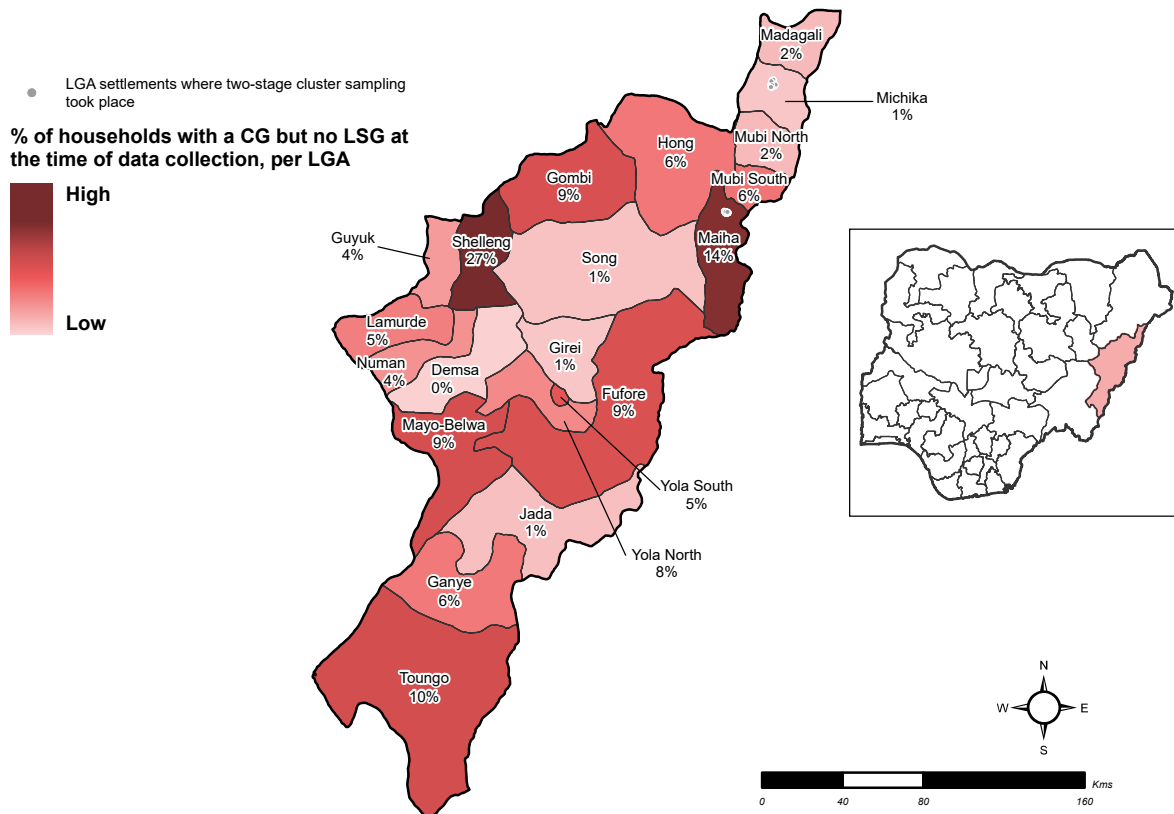 LGA settlements where two-stage cluster sampling
took place
% of households with a CG but no LSG at
the time of data collection, per LGA
High
Low
Madagali
2%
Michika
1%
Mubi North
2%
Hong
6%
Mubi South
6%
Gombi
9%
Guyuk
4%
Shelleng
27%
Maiha
14%
Song
1%
Lamurde
5%
Girei
1%
Numan
4%
Demsa
0%
Fufore
9%
Mayo-Belwa
9%
Yola South
5%
Jada
1%
Yola North
8%
Ganye
6%
Toungo
10%
N
W
E
S
Kms
0
40
80
160